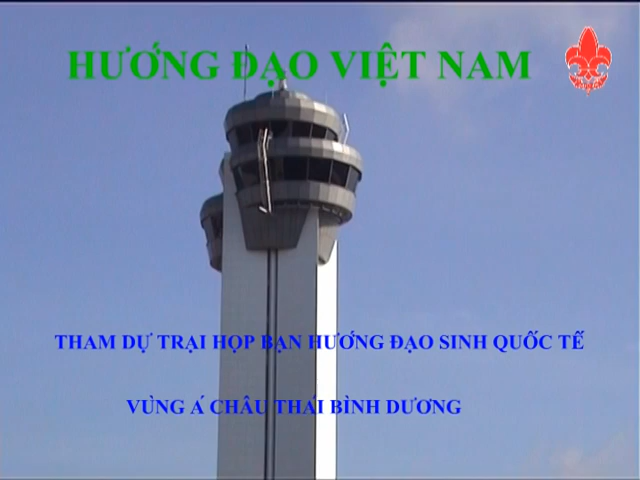 HƯỚNG ĐẠO VIỆT NAM
THAM DỰ TRẠI HỌP BẠN HƯỚNG ĐẠO SINH QUỐC TẾ
VÙNG Á CHÂU THÁI BÌNH DƯƠNG